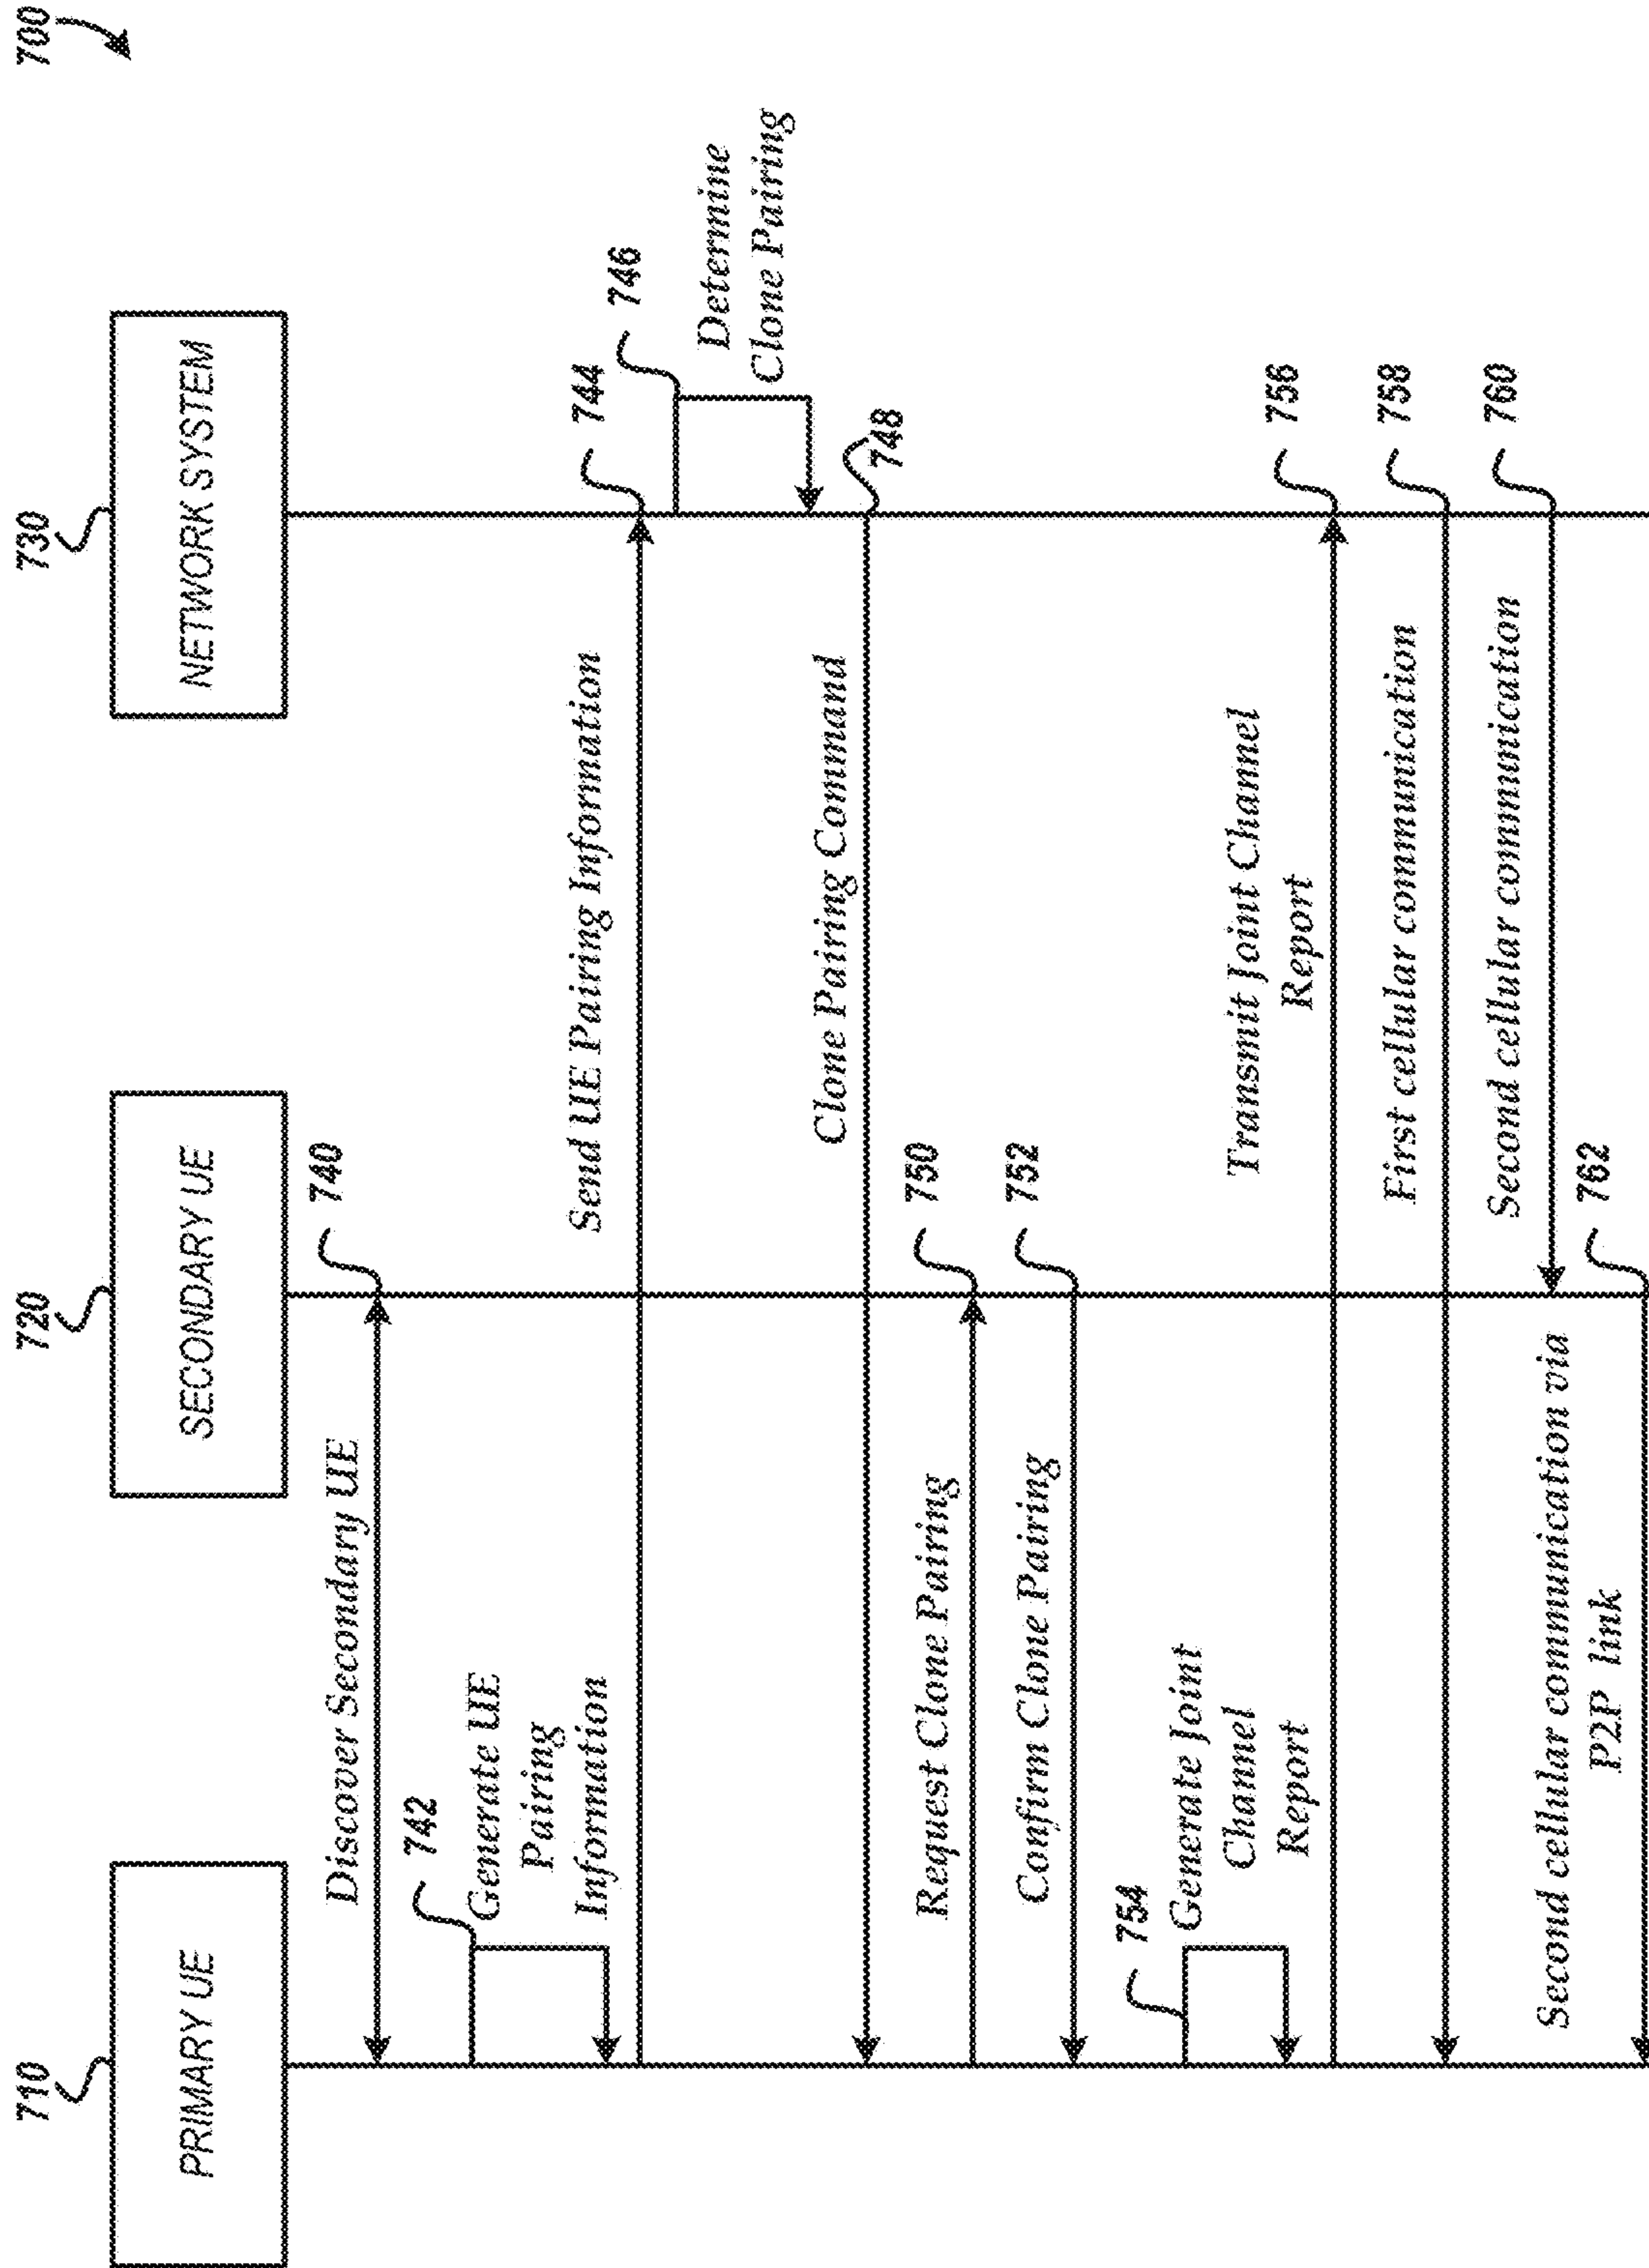 700
710
720
730
PRIMARY UE
SECONDARY UE
NETWORK SYSTEM
Discover Secondary UE
740
742
Generate UE
Pairing
Information
Send UE Pairing Information
744
746
Determine
Clone Pairing
Clone Pairing Command
748
Request Clone Pairing
750
Confirm Clone Pairing
752
754
Generate Joint
Channel
Report
Transmit Joint Channel
Report
756
First cellular communication
758
Second cellular communication
760
Second cellular communication via
P2P link
762